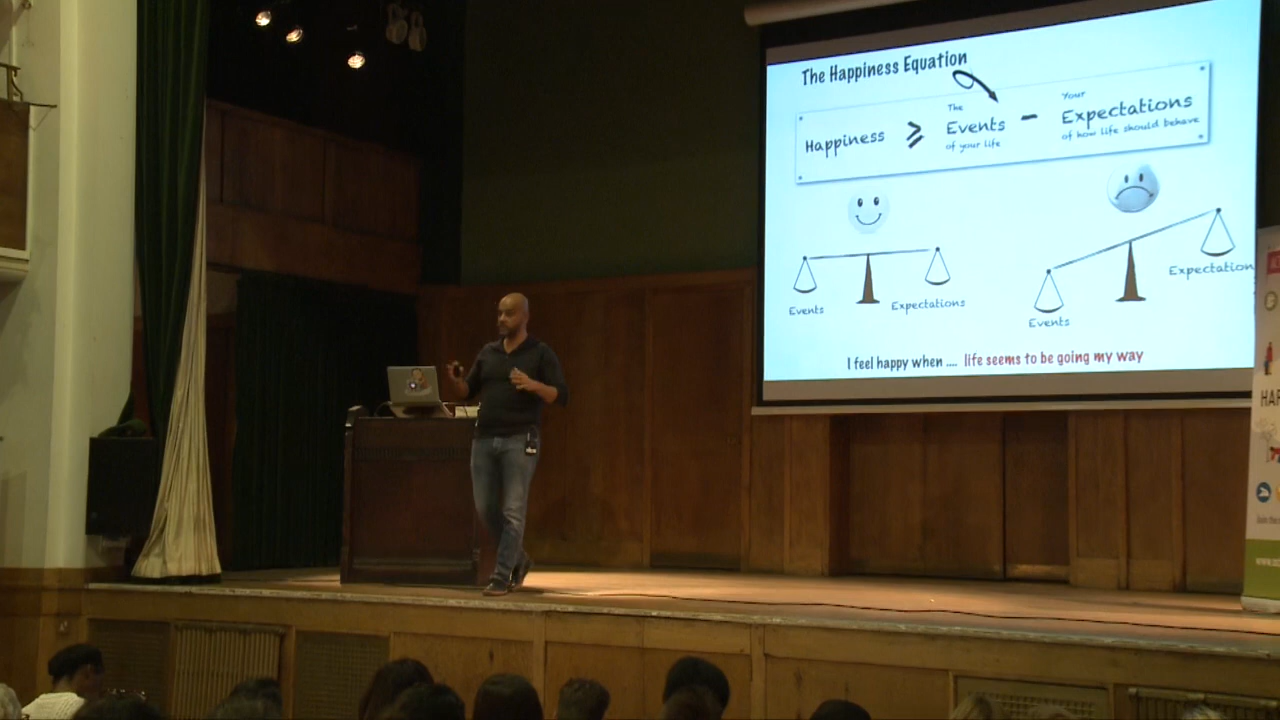 The Happiness Equation
Happiness ≥ The Events of your life - Your Expectations of how life should behave
Events
Expectations
Events
Expectation
I feel happy when .... life seems to be going my way
HAP